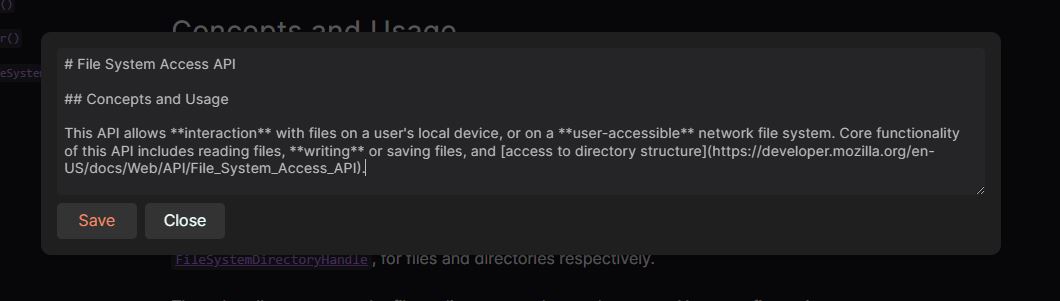 ()
Concepts and Usage
r()
eSystem
# File System Access API
## Concepts and Usage
This API allows **interaction** with files on a user's local device, or on a **user-accessible** network file system. Core functionality
of this API includes reading files, **writing** or saving files, and [access to directory structure](https://developer.mozilla.org/en-
US/docs/Web/API/File_System_Access_API).
Save Close
FileSystemDirectoryHandle, for files and directories respectively.